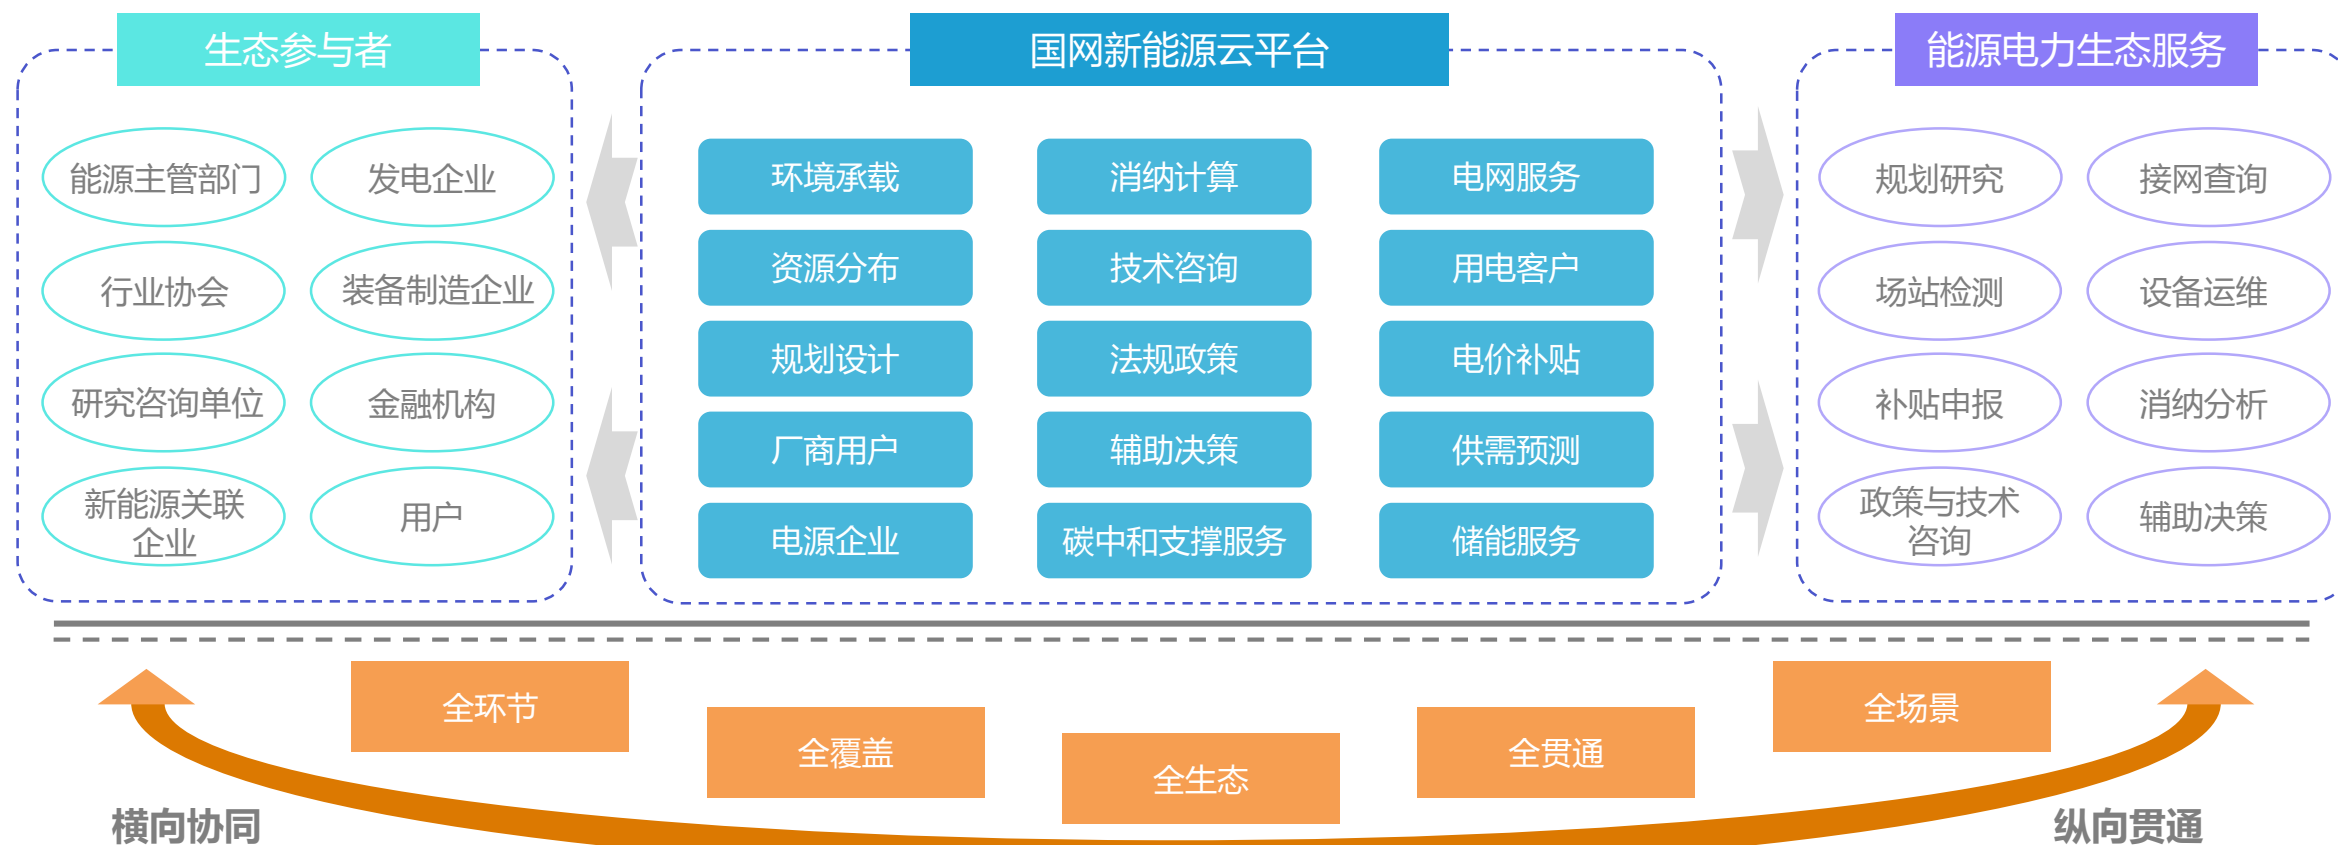 生态参与者
能源主管部门
发电企业
行业协会
装备制造企业
研究咨询单位
金融机构
新能源关联
企业
用户
国网新能源云平台
环境承载
消纳计算
电网服务
资源分布
技术咨询
用电客户
规划设计
法规政策
电价补贴
厂商用户
辅助决策
供需预测
电源企业
碳中和支撑服务
储能服务
能源电力生态服务
规划研究
接网查询
场站检测
设备运维
补贴申报
消纳分析
政策与技术
咨询
辅助决策
全环节
全覆盖
全生态
全贯通
全场景
横向协同
纵向贯通